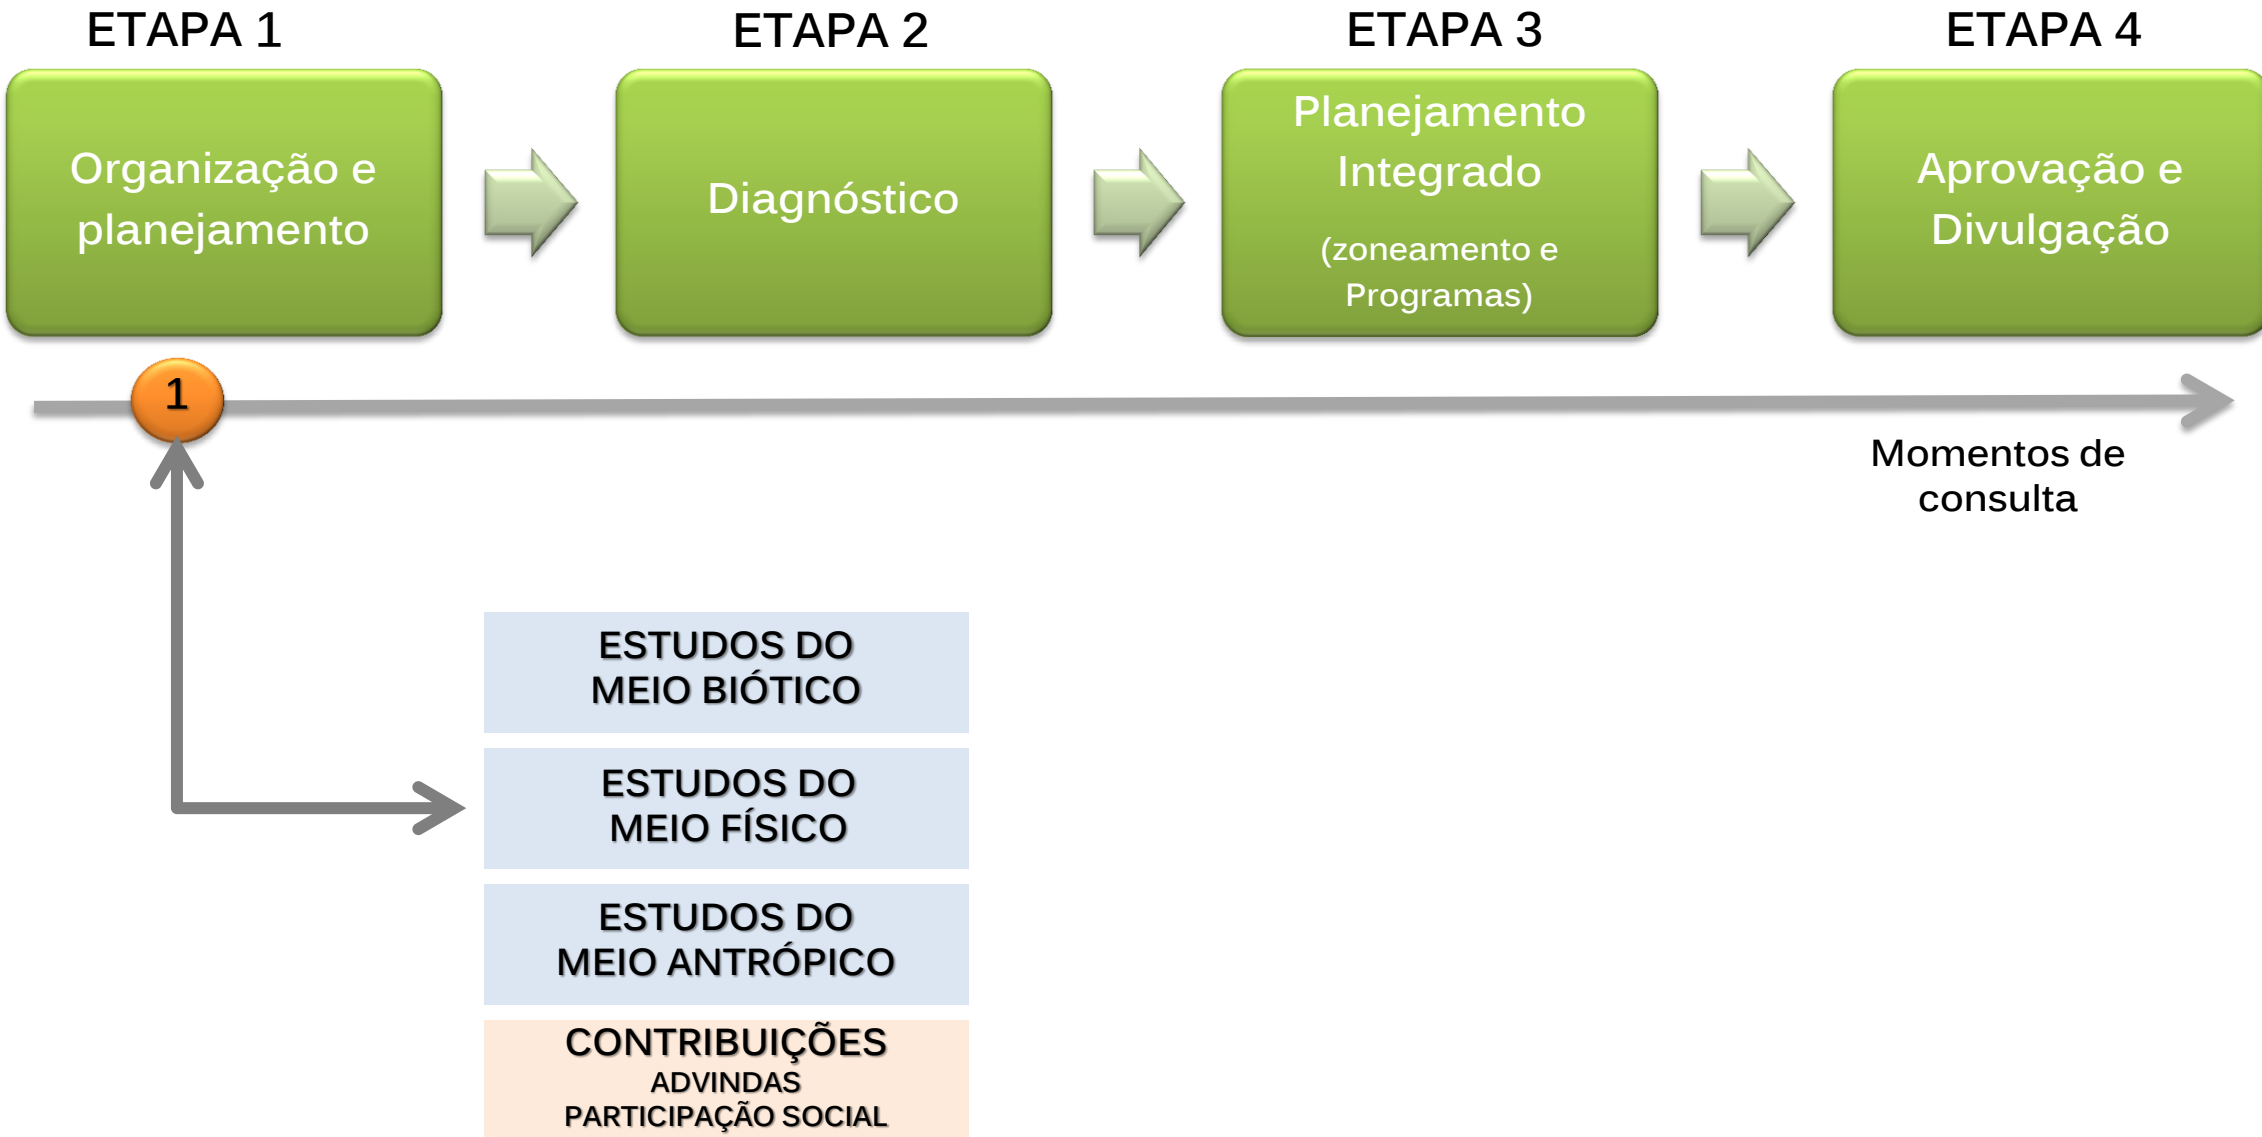 ETAPA 1
ETAPA 2
ETAPA 3
ETAPA 4
Organização e
planejamento
Diagnóstico
Planejamento
Integrado
(zoneamento e
Programas)
Aprovação e
Divulgação
1
Momentos de
consulta
ESTUDOS DO
MEIO BIÓTICO
ESTUDOS DO
MEIO FÍSICO
ESTUDOS DO
MEIO ANTRÓPICO
CONTRIBUIÇÕES
ADVINDAS
PARTICIPAÇÃO SOCIAL